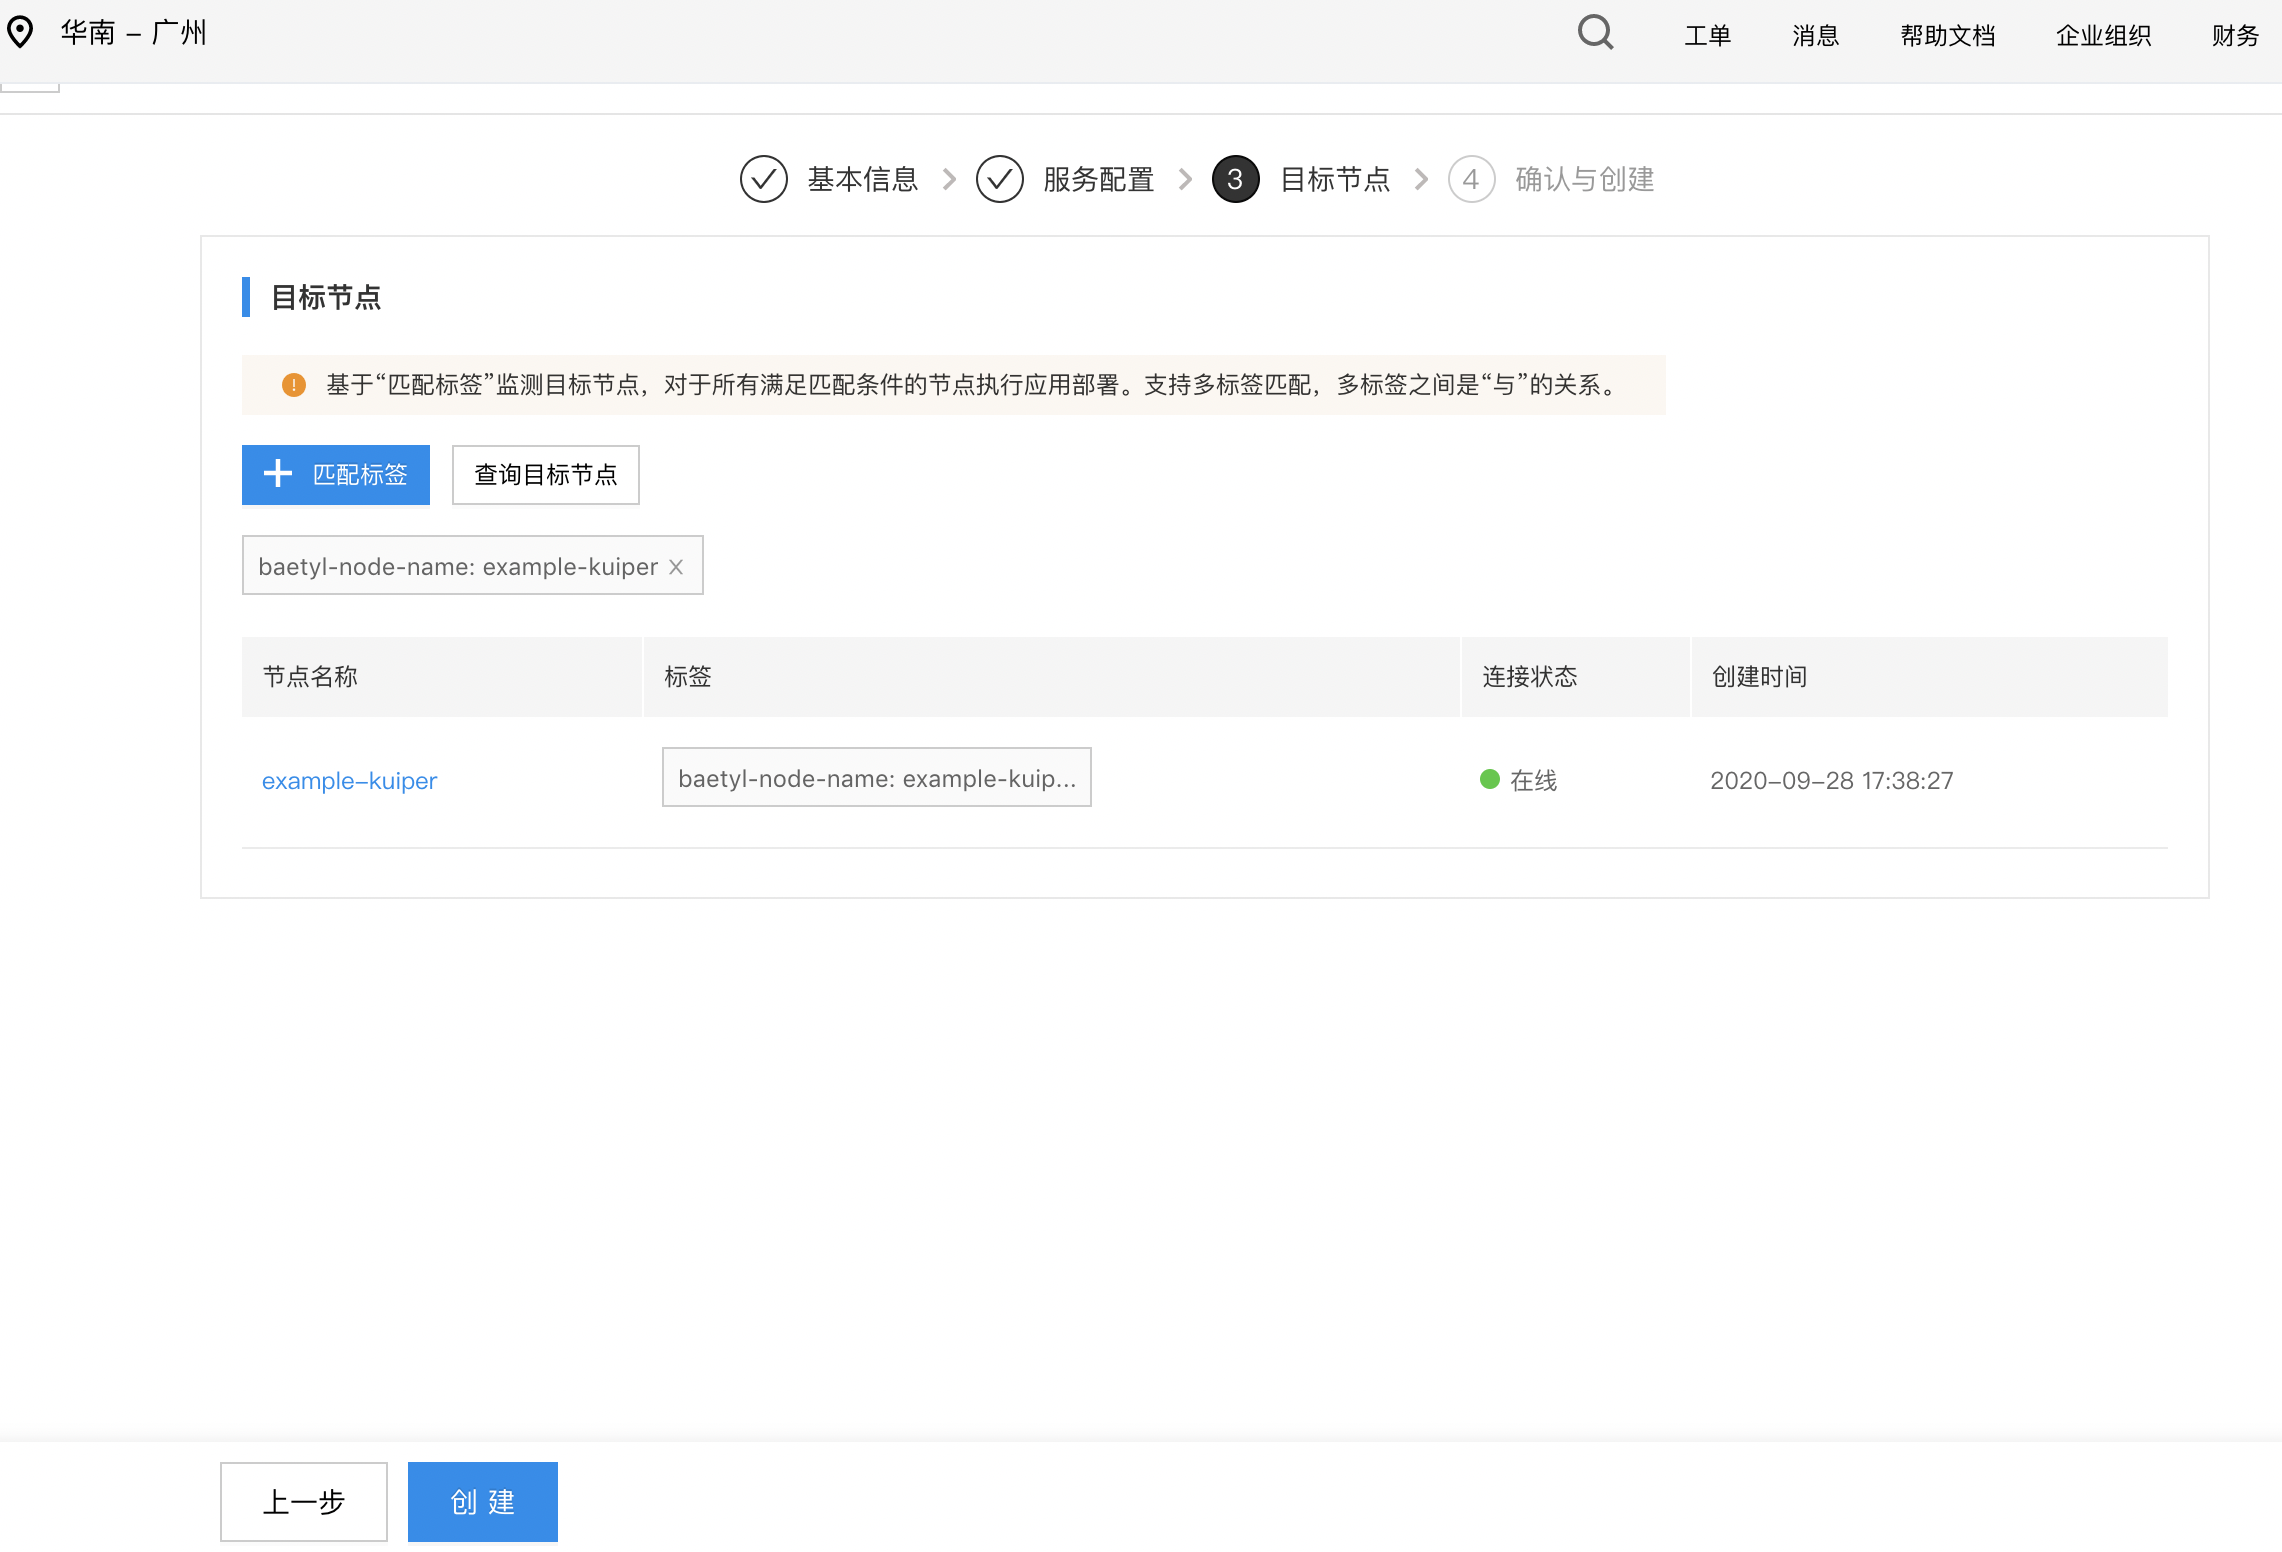 华南 - 广州
工单 消息 帮助文档 企业组织 财务
基本信息 服务配置 3 目标节点 4 确认与创建
目标节点
基于“匹配标签”监测目标节点，对于所有满足匹配条件的节点执行应用部署。支持多标签匹配，多标签之间是“与”的关系。
匹配标签 查询目标节点
baetyl-node-name: example-kuiper X
节点名称 标签 连接状态 创建时间
example-kuiper baetyl-node-name: example-kuip... 在线 2020-09-28 17:38:27
上一步 创建